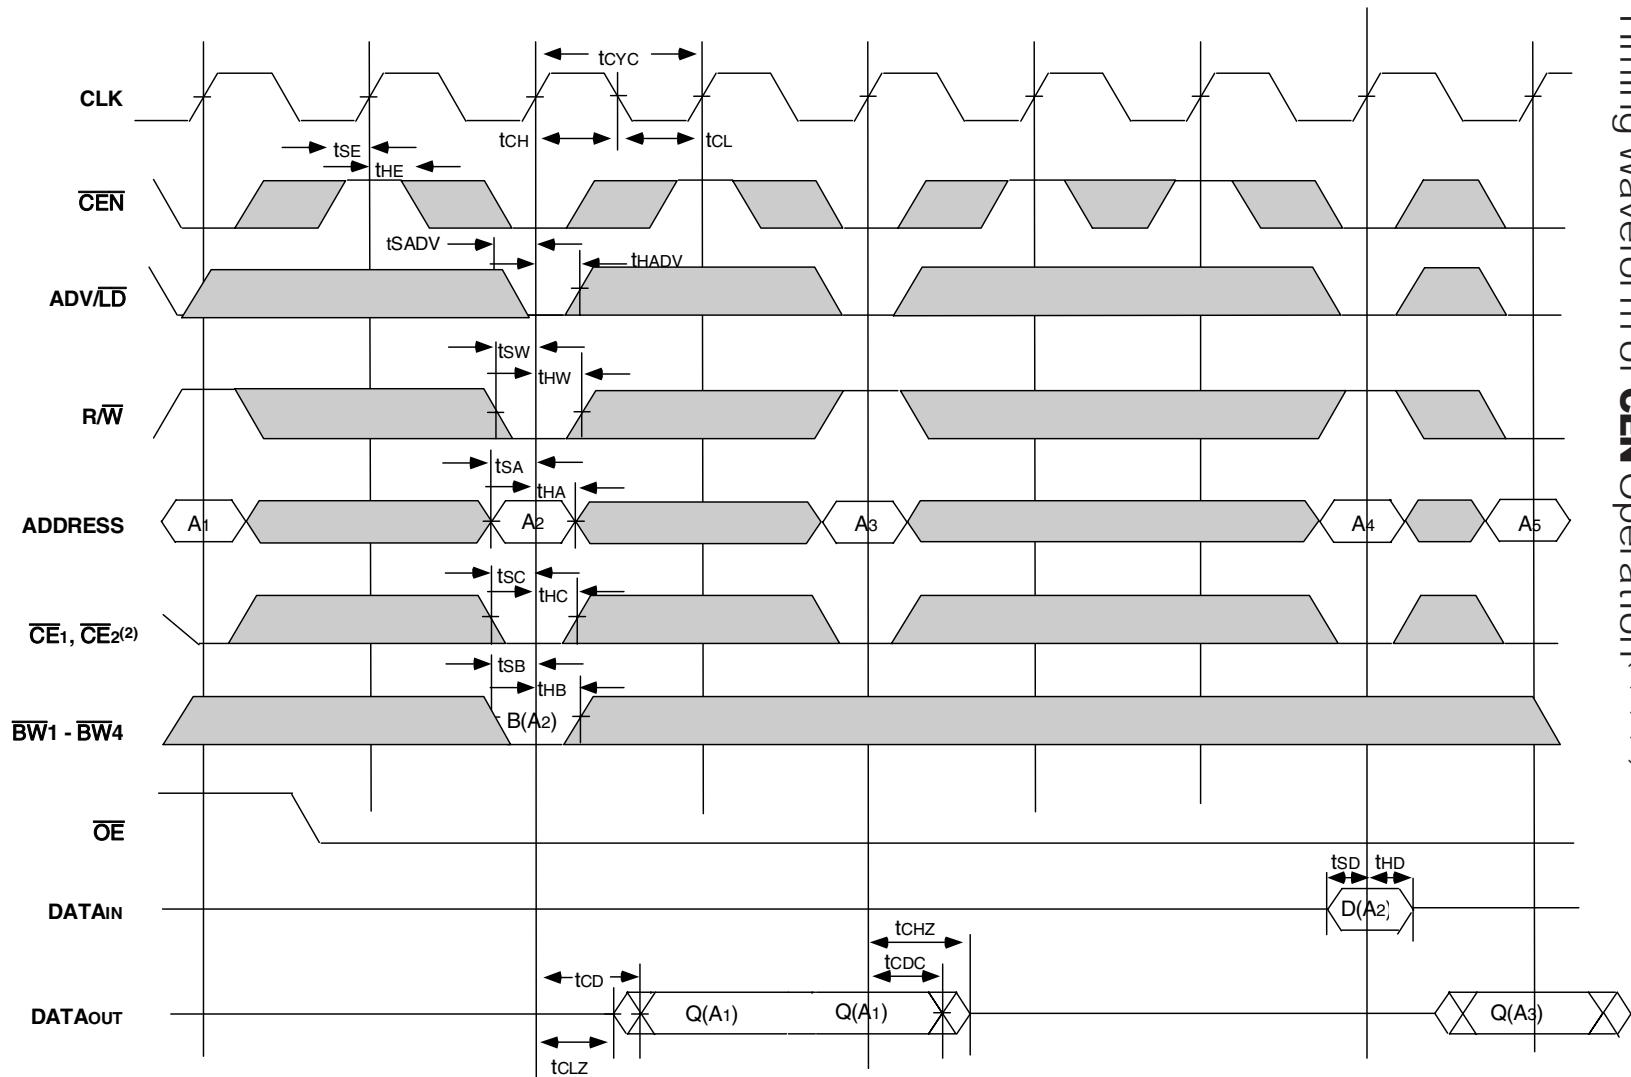 tCYC
CLK
tCH
tCL
tSE
tHE
CEN
tSADV
tHADV
ADV/LD
tSW
tHW
R/W
tSA
tHA
ADDRESS
A1
A2
A3
A4
A5
tSC
tHC
CE1, CE2(2)
tSB
tHB
B(A2)
BW1 - BW4
OE
tSD tHD
DATAIN
D(A2)
tCHZ
tCD
tCDC
DATAOUT
Q(A1)
Q(A1)
Q(A3)
tCLZ
Timing Waveform of CEN Operation